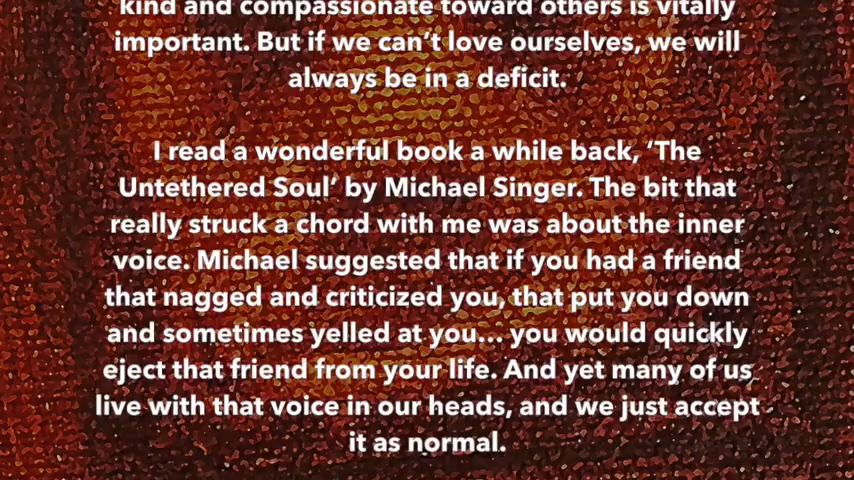 kind and compassionate toward others is vitally
important. But if we can’t love ourselves, we will
always be in a deficit.
I read a wonderful book a while back, ‘The
Untethered Soul’ by Michael Singer. The bit that
really struck a chord with me was about the inner
voice. Michael suggested that if you had a friend
that nagged and criticized you, that put you down
and sometimes yelled at you... you would quickly
eject that friend from your life. And yet many of us
live with that voice in our heads, and we just accept
it as normal.